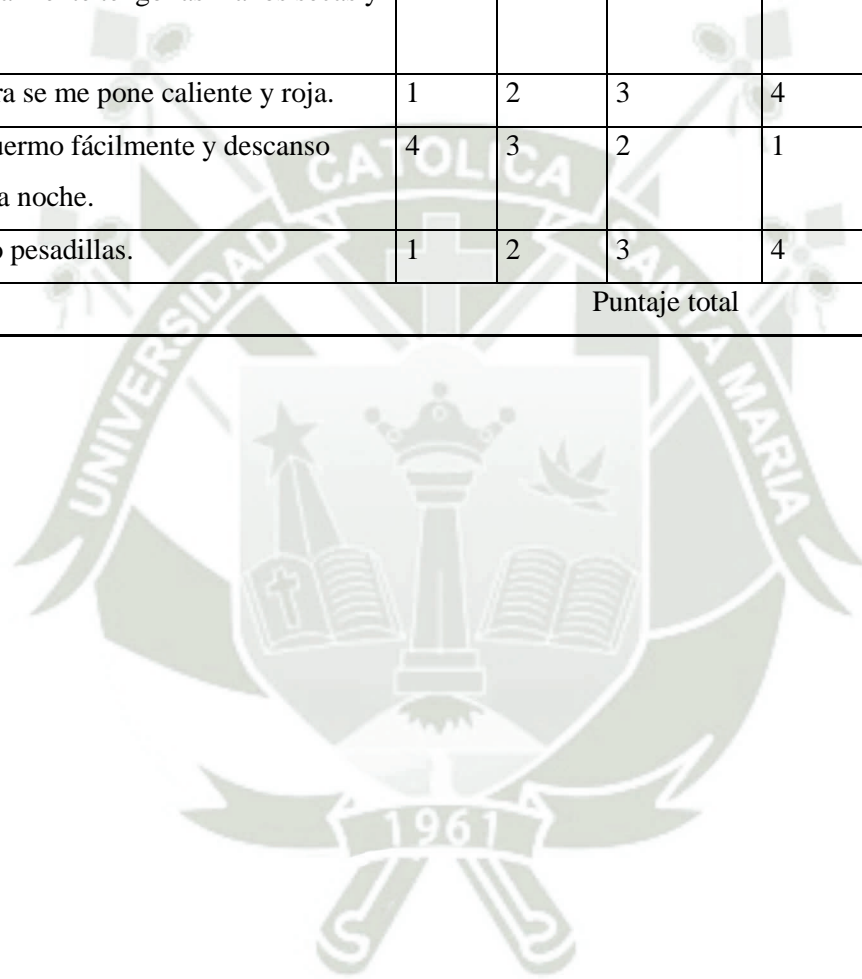 ra se me pone caliente y roja. 1 2 3 4
uermo fácilmente y descanso 4 3 2 1
a noche.
o pesadillas. 1 2 3 4
Puntaje total
UNIVERSIDAD CATOLICA SANTA MARIA
1961